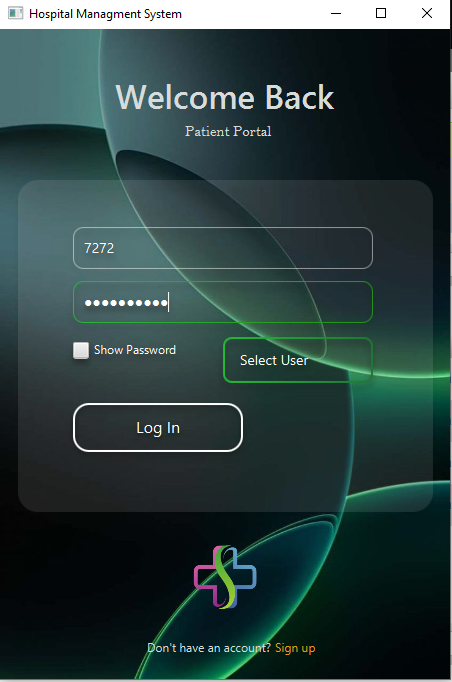 Hospital Managment System
Welcome Back
Patient Portal
7272
••••••••••
Show Password
Select User
Log In
Don't have an account? Sign up